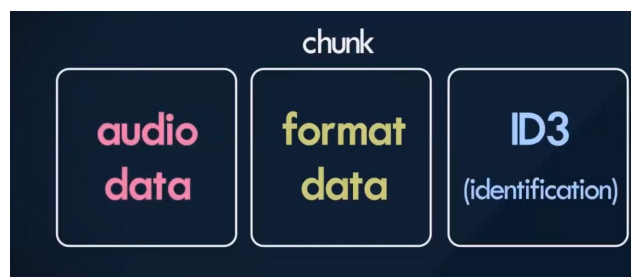 chunk
audio
data
format
data
ID3
(identification)